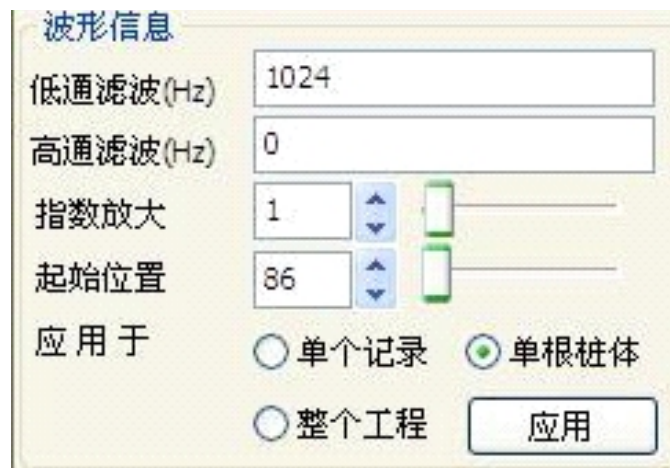 波形信息
低通滤波(Hz) 1024
高通滤波(Hz) 0
指数放大 1
起始位置 86
应用于 单个记录 单根桩体
整个工程 应用